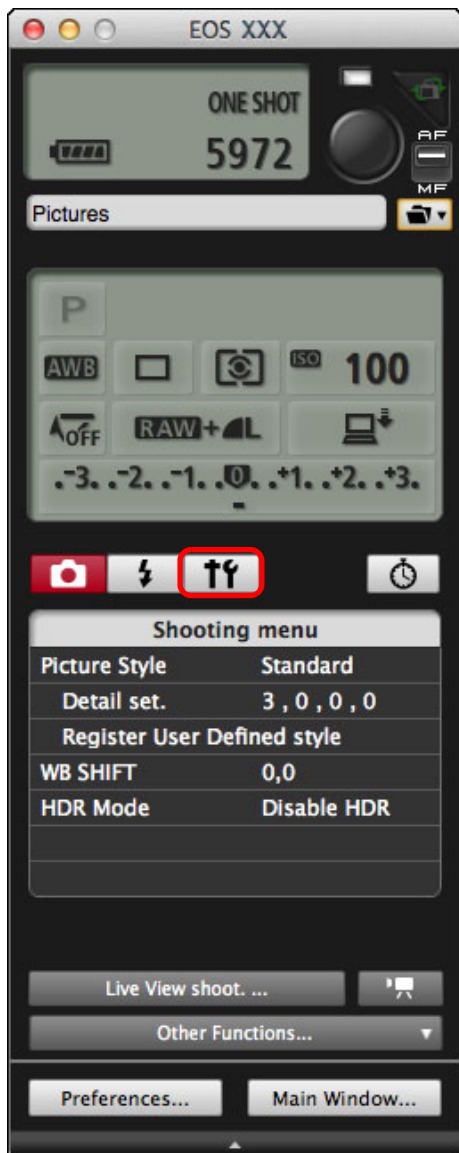 EOS XXX
ONE SHOT
5972
AF
MF
Pictures
P
AWB ISO 100
OFF RAW+L
.-3. .-2. .-1. .0. .+1. .+2. .+3.
Shooting menu
Picture Style Standard
Detail set. 3 , 0 , 0 , 0
Register User Defined style
WB SHIFT 0,0
HDR Mode Disable HDR
Live View shoot. ...
Other Functions...
Preferences... Main Window...